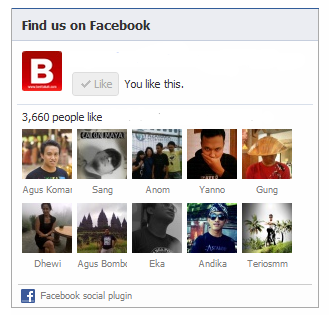 Find us on Facebook
B
Like
You like this.
3,660 people like
Agus Komar
Sang
Anom
Yanno
Gung
Dhewi
Agus Bombo
Eka
Andika
Teriosmm
Facebook social plugin